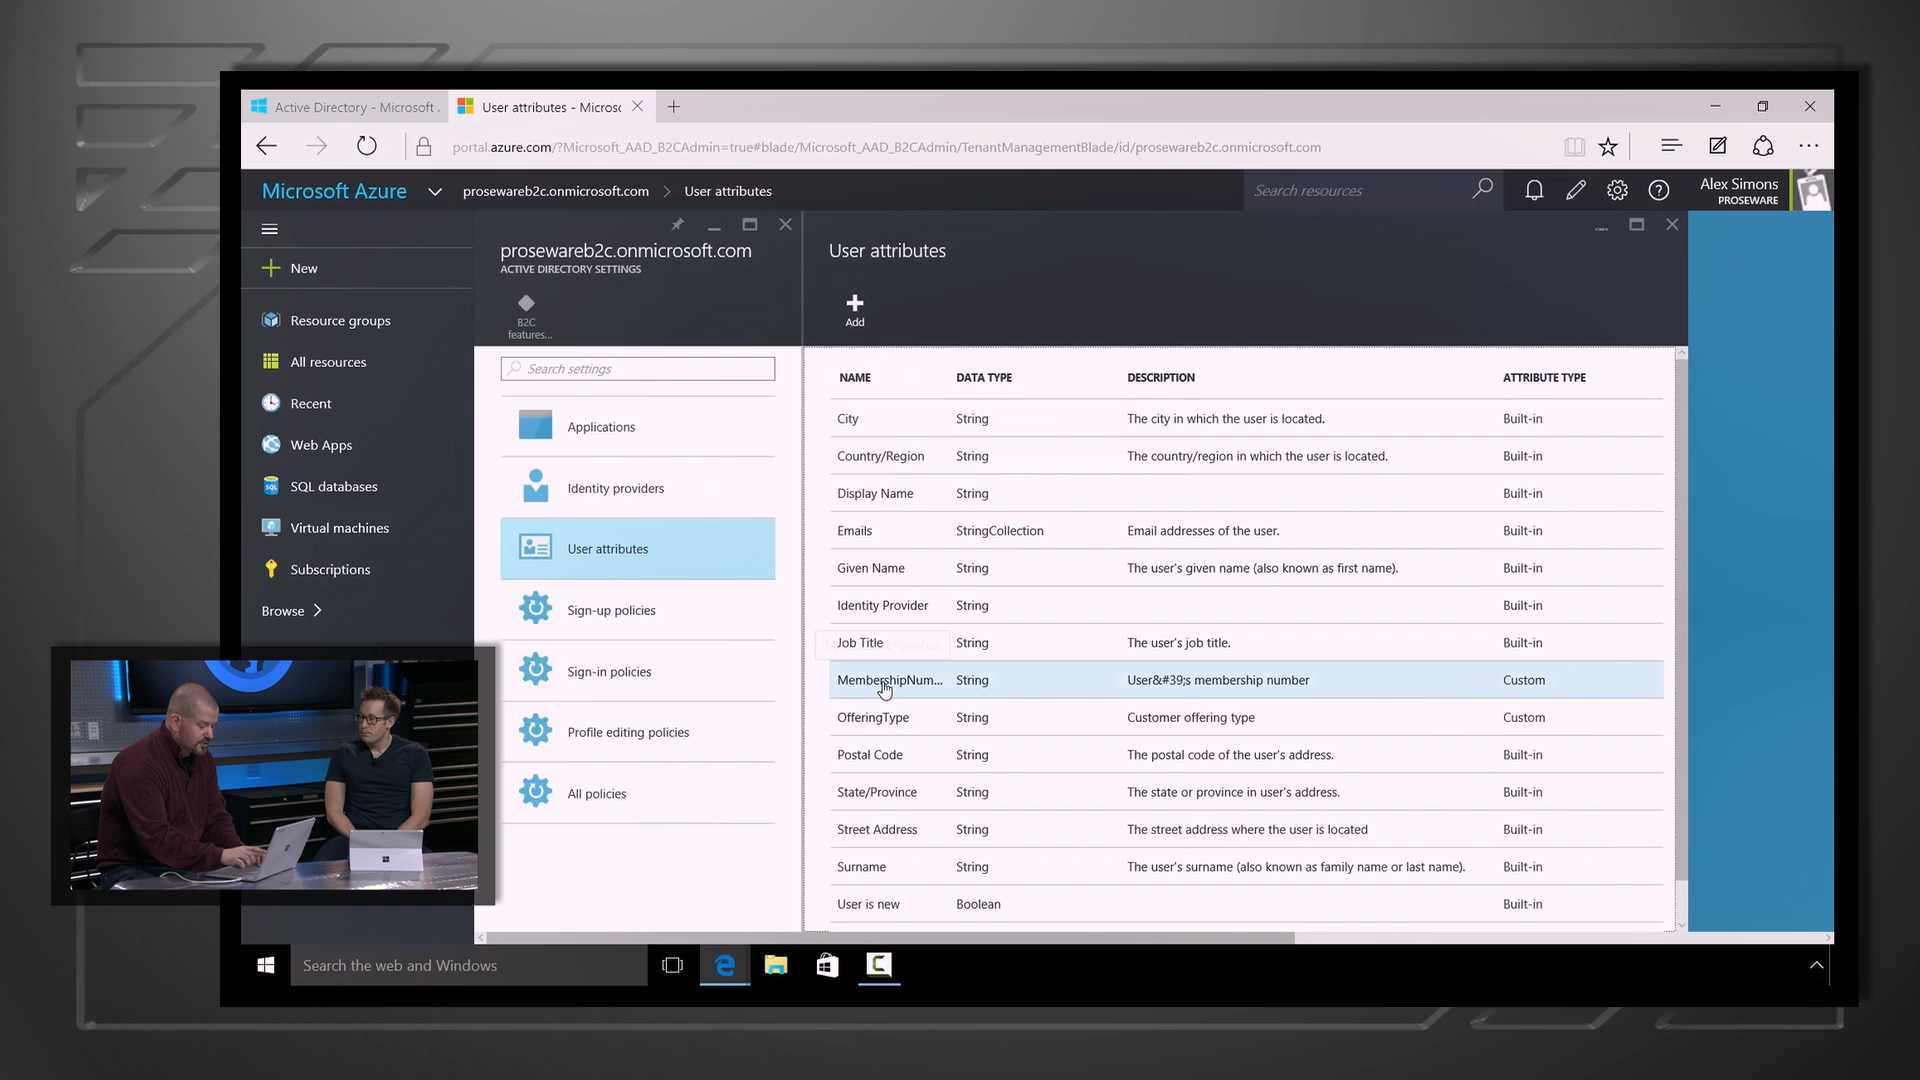 Active Directory - Microsoft
User attributes - Micros
portal.azure.com/?Microsoft_AAD_B2CAdmin=true#blade/Microsoft_AAD_B2CAdmin/TenantManagementBlade/id/prosewareb2c.onmicrosoft.com
Microsoft Azure
prosewareb2c.onmicrosoft.com
User attributes
Search resources
Alex Simons
PROSEWARE
New
Resource groups
All resources
Recent
Web Apps
SQL databases
Virtual machines
Subscriptions
Browse
prosewareb2c.onmicrosoft.com
ACTIVE DIRECTORY SETTINGS
B2C
features...
Search settings
Applications
Identity providers
User attributes
Sign-up policies
Sign-in policies
Profile editing policies
All policies
User attributes
Add
NAME DATA TYPE DESCRIPTION ATTRIBUTE TYPE
City String The city in which the user is located. Built-in
Country/Region String The country/region in which the user is located. Built-in
Display Name String Built-in
Emails StringCollection Email addresses of the user. Built-in
Given Name String The user's given name (also known as first name). Built-in
Identity Provider String Built-in
Job Title String The user's job title. Built-in
MembershipNum... String User&#39;s membership number Custom
OfferingType String Customer offering type Custom
Postal Code String The postal code of the user's address. Built-in
State/Province String The state or province in user's address. Built-in
Street Address String The street address where the user is located Built-in
Surname String The user's surname (also known as family name or last name). Built-in
User is new Boolean Built-in
Search the web and Windows